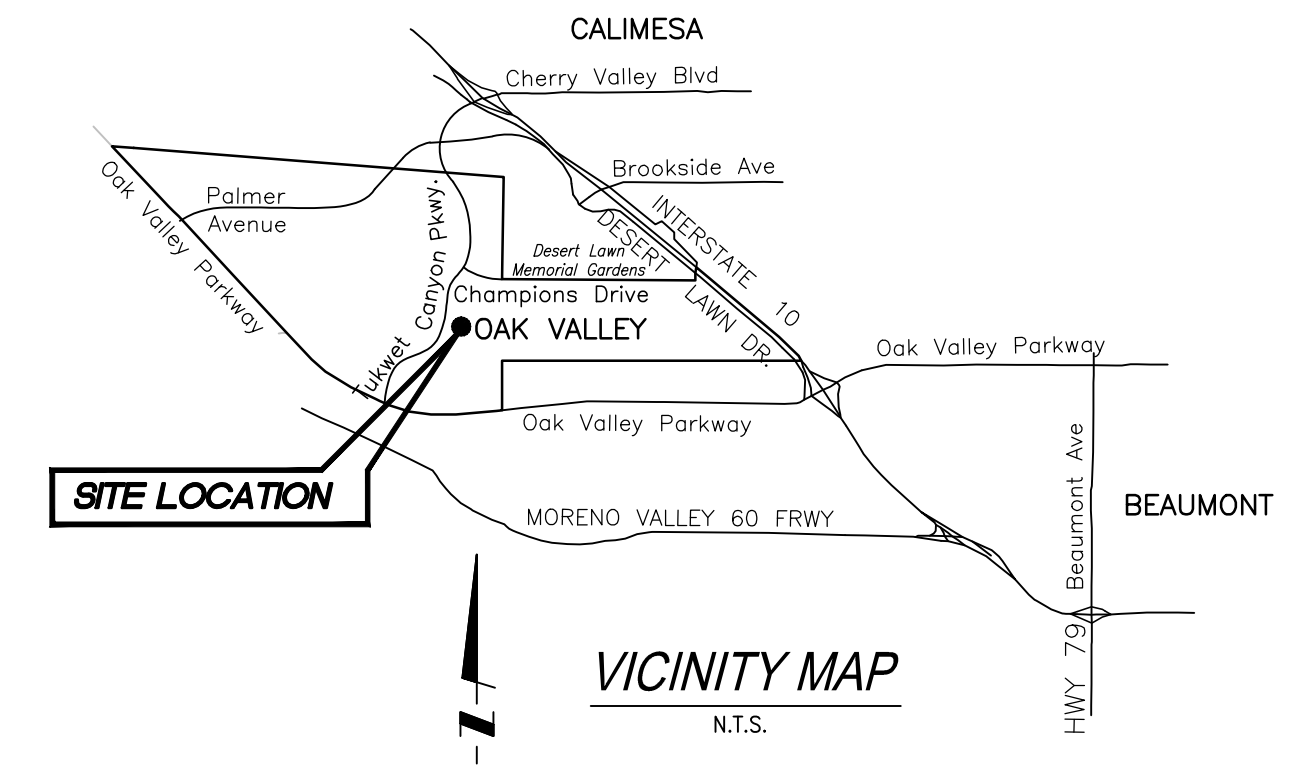 CALIMESA
Cherry Valley Blvd
Brookside Ave
Oak Valley Parkway
Palmer
Avenue
Tukwet Canyon Pkwy.
INTERSTATE 10
DESERT LAWN DR.
Desert Lawn
Memorial Gardens
Champions Drive
OAK VALLEY
Oak Valley Parkway
Oak Valley Parkway
SITE LOCATION
MORENO VALLEY 60 FRWY
HWY 79 Beaumont Ave
BEAUMONT
N
VICINITY MAP
N.T.S.